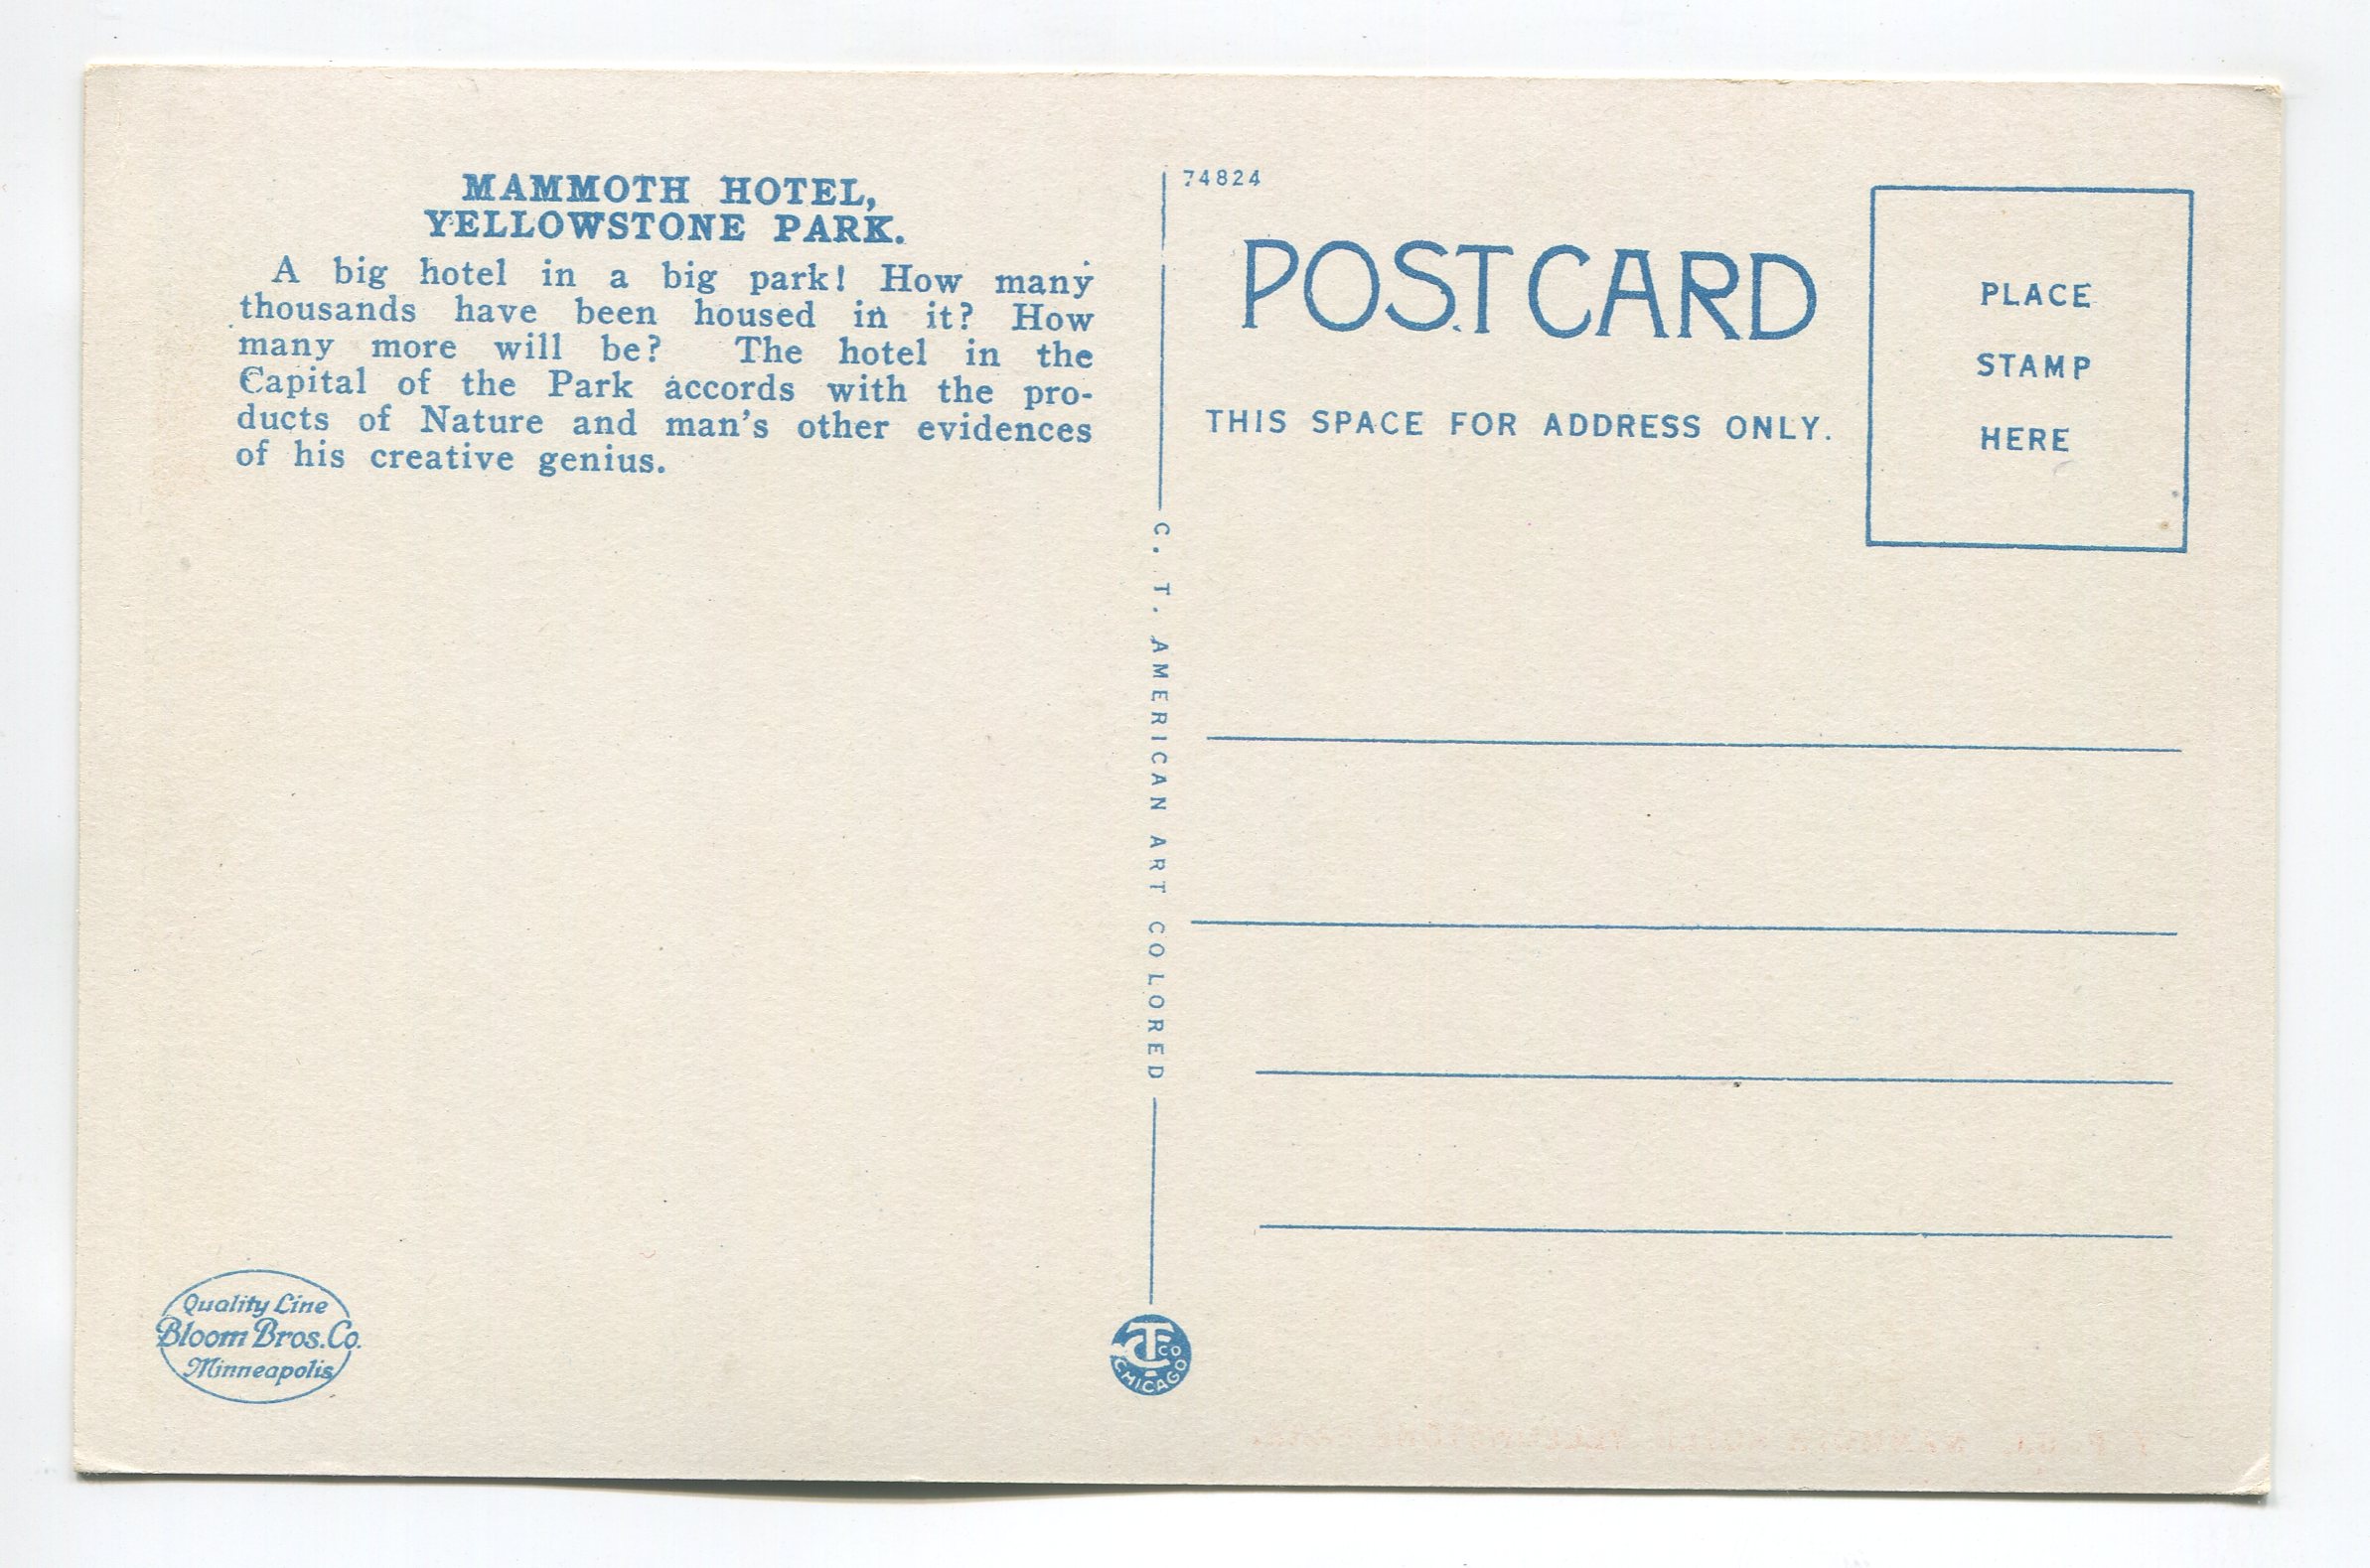 MAMMOTH HOTEL,
YELLOWSTONE PARK.
A big hotel in a big park! How many
thousands have been housed in it? How
many more will be? The hotel in the
Capital of the Park accords with the pro-
ducts of Nature and man's other evidences
of his creative genius.
Quality Line
Bloom Bros. Co.
Minneapolis
C. T. AMERICAN ART COLORED
CT CO
CHICAGO
74824
POST CARD
THIS SPACE FOR ADDRESS ONLY.
PLACE
STAMP
HERE